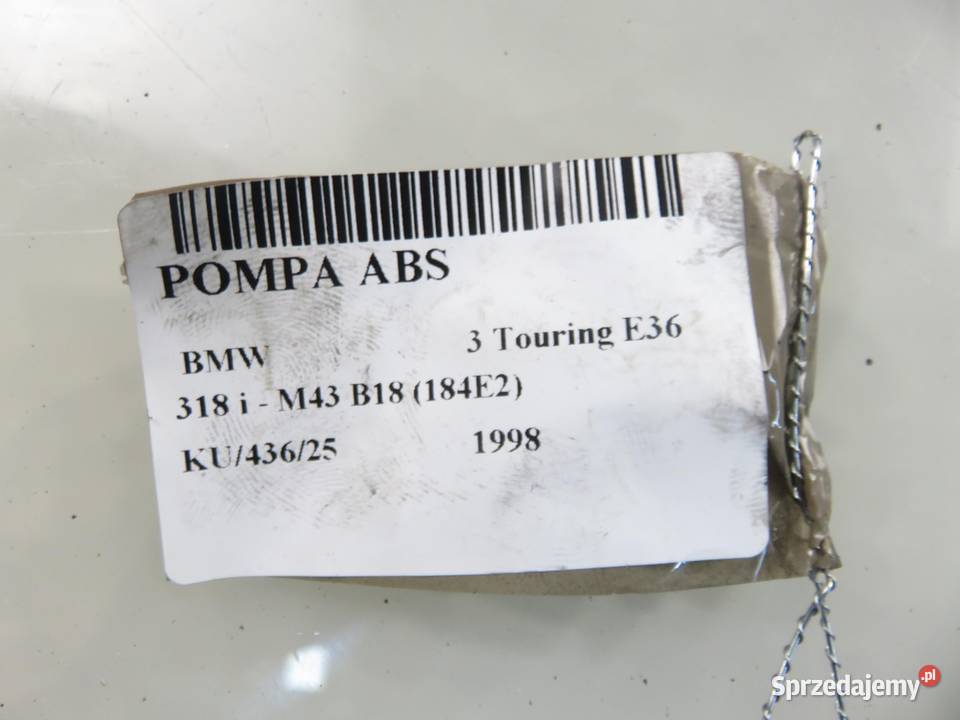 POMPA ABS
BMW 3 Touring E36
318 i - M43 B18 (184E2)
KU/436/25 1998
Sprzedajemy.pl